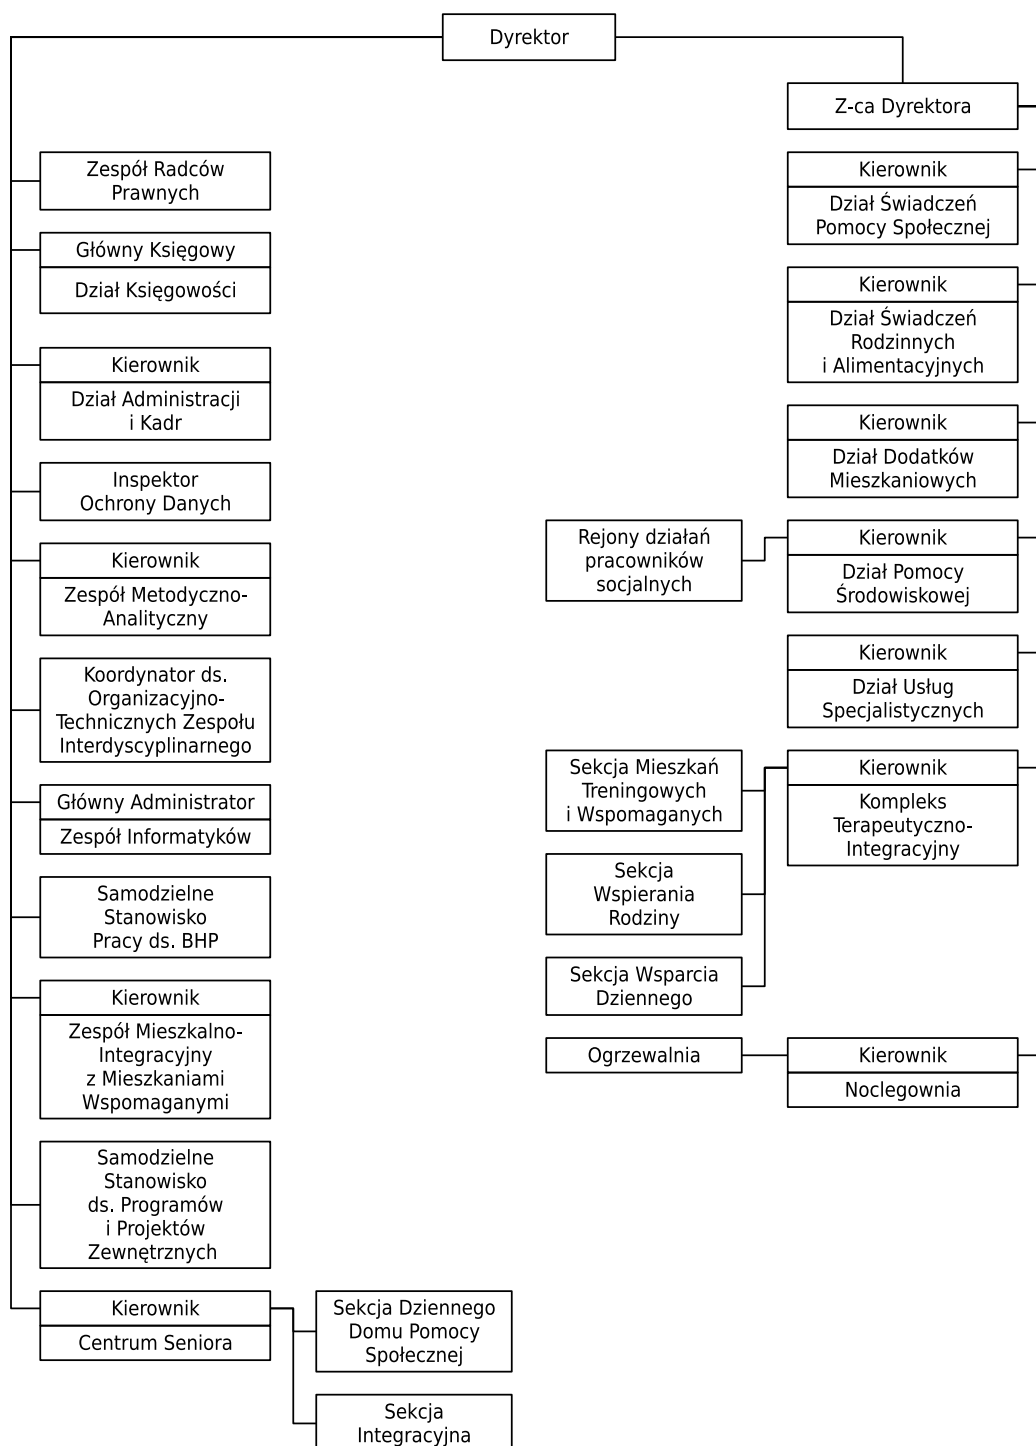 Dyrektor
Z-ca Dyrektora
Zespół Radców
Prawnych
Główny Księgowy
Dział Księgowości
Kierownik
Dział Administracji
i Kadr
Inspektor
Ochrony Danych
Kierownik
Zespół Metodyczno-
Analityczny
Koordynator ds.
Organizacyjno-
Technicznych Zespołu
Interdyscyplinarnego
Główny Administrator
Zespół Informatyków
Samodzielne
Stanowisko
Pracy ds. BHP
Kierownik
Zespół Mieszkalno-
Integracyjny
z Mieszkaniami
Wspomaganymi
Samodzielne
Stanowisko
ds. Programów
i Projektów
Zewnętrznych
Kierownik
Centrum Seniora
Sekcja Dziennego
Domu Pomocy
Społecznej
Sekcja
Integracyjna
Kierownik
Dział Świadczeń
Pomocy Społecznej
Kierownik
Dział Świadczeń
Rodzinnych
i Alimentacyjnych
Kierownik
Dział Dodatków
Mieszkaniowych
Rejony działań
pracowników
socjalnych
Kierownik
Dział Pomocy
Środowiskowej
Kierownik
Dział Usług
Specjalistycznych
Sekcja Mieszkań
Treningowych
i Wspomaganych
Kierownik
Kompleks
Terapeutyczno-
Integracyjny
Sekcja
Wspierania
Rodziny
Sekcja Wsparcia
Dziennego
Ogrzewalnia
Kierownik
Noclegownia